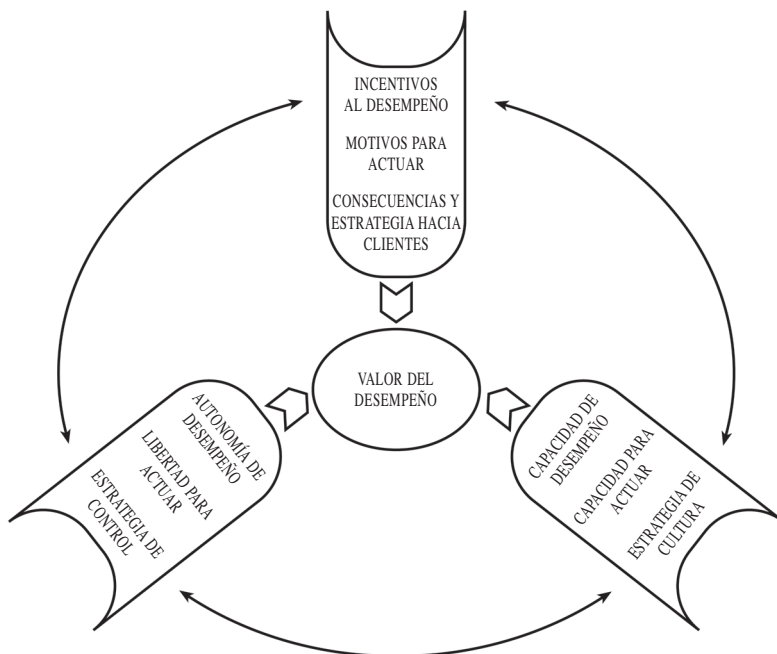 INCENTIVOS
AL DESEMPEÑO
MOTIVOS PARA
ACTUAR
CONSECUENCIAS Y
ESTRATEGIA HACIA
CLIENTES
VALOR DEL
DESEMPEÑO
AUTONOMÍA DE
DESEMPEÑO
LIBERTAD PARA
ACTUAR
ESTRATEGIA DE
CONTROL
CAPACIDAD DE
DESEMPEÑO
CAPACIDAD PARA
ACTUAR
ESTRATEGIA DE
CULTURA